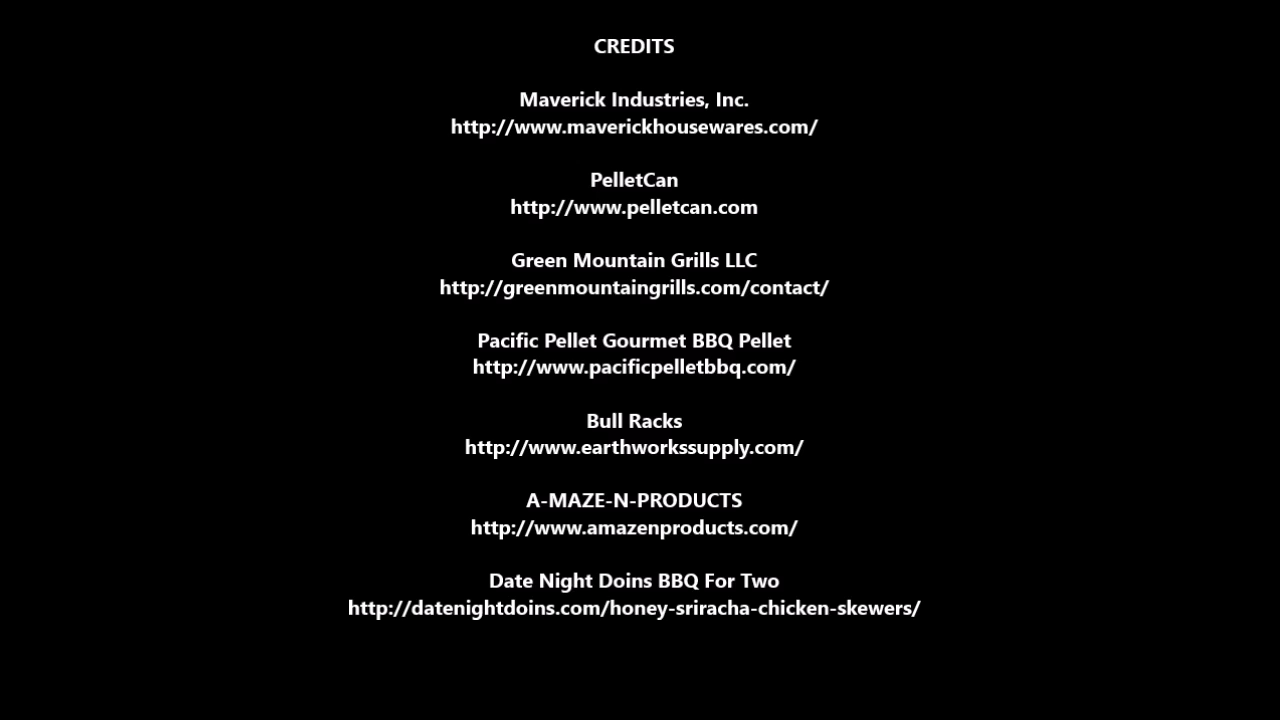 CREDITS
Maverick Industries, Inc.
http://www.maverickhousewares.com/
PelletCan
http://www.pelletcan.com
Green Mountain Grills LLC
http://greenmountaingrills.com/contact/
Pacific Pellet Gourmet BBQ Pellet
http://www.pacificpelletbbq.com/
Bull Racks
http://www.earthworkssupply.com/
A-MAZE-N-PRODUCTS
http://www.amazenproducts.com/
Date Night Doins BBQ For Two
http://datenightdoins.com/honey-sriracha-chicken-skewers/